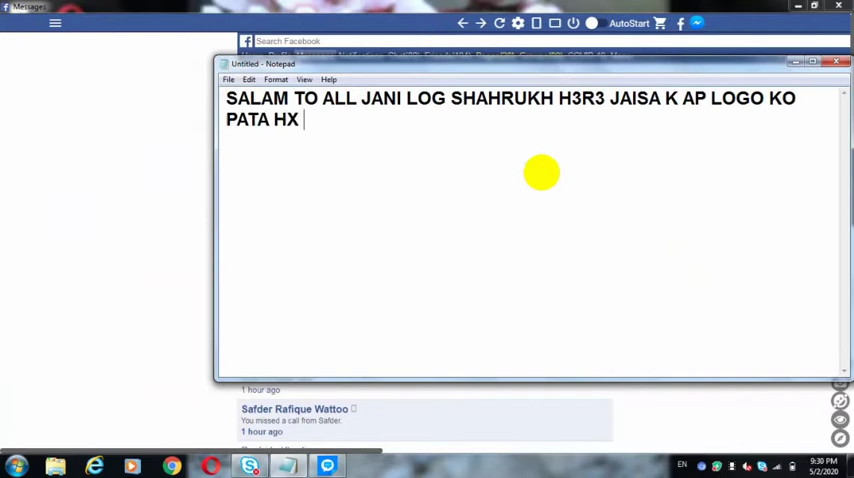 Messages
AutoStart
Search Facebook
Untitled - Notepad
File Edit Format View Help
SALAM TO ALL JANI LOG SHAHRUKH H3R3 JAISA K AP LOGO KO
PATA HX
1 hour ago
Safder Rafique Wattoo
You missed a call from Safder.
1 hour ago
EN
9:30 PM
5/2/2020